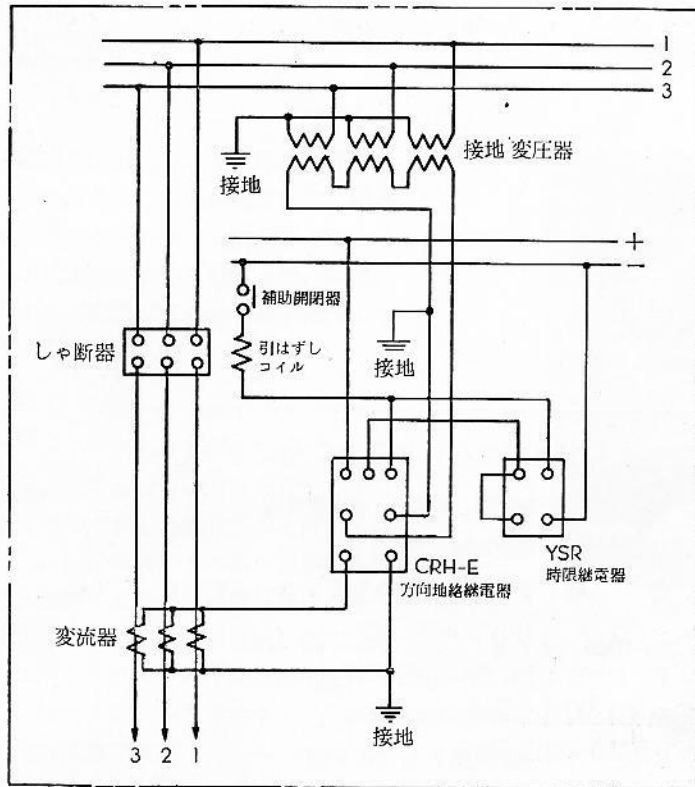 1
2
3
接地変圧器
接地
+
−
補助開閉器
しゃ断器
引はずし
コイル
接地
CRH-E
方向地絡継電器
YSR
時限継電器
変流器
接地
3 2 1